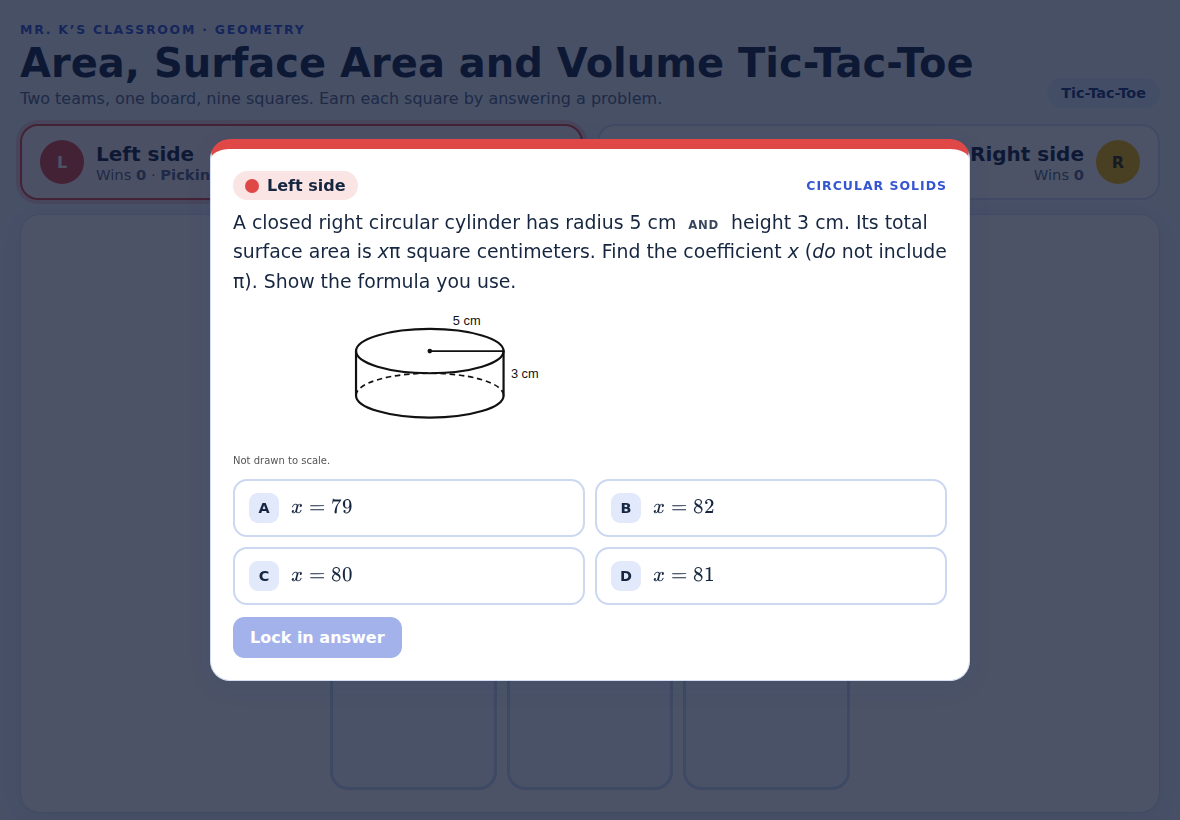 MR. K'S CLASSROOM · GEOMETRY
Area, Surface Area and Volume Tic-Tac-Toe
Two teams, one board, nine squares. Earn each square by answering a problem.
Tic-Tac-Toe
L
Left side
Wins 0 · Pickin
Right side
Wins 0
R
Left side
CIRCULAR SOLIDS
A closed right circular cylinder has radius 5 cm AND height 3 cm. Its total
surface area is xπ square centimeters. Find the coefficient x (do not include
π). Show the formula you use.
5 cm
3 cm
Not drawn to scale.
A x = 79
B x = 82
C x = 80
D x = 81
Lock in answer